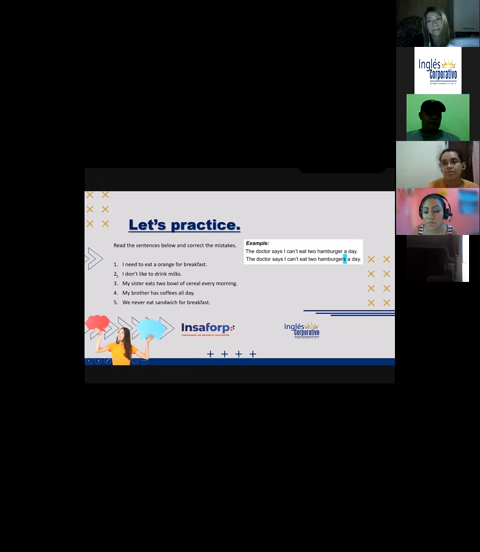 Inglés
Corporativo
Let's practice.
Read the sentences below and correct the mistakes.
Example:
The doctor says I can't eat two hamburger a day.
The doctor says I can't eat two hamburgers a day.
1. I need to eat a orange for breakfast.
2. I don't like to drink milks.
3. My sister eats two bowl of cereal every morning.
4. My brother has coffees all day.
5. We never eat sandwich for breakfast.
Insaforp
Inglés
Corporativo